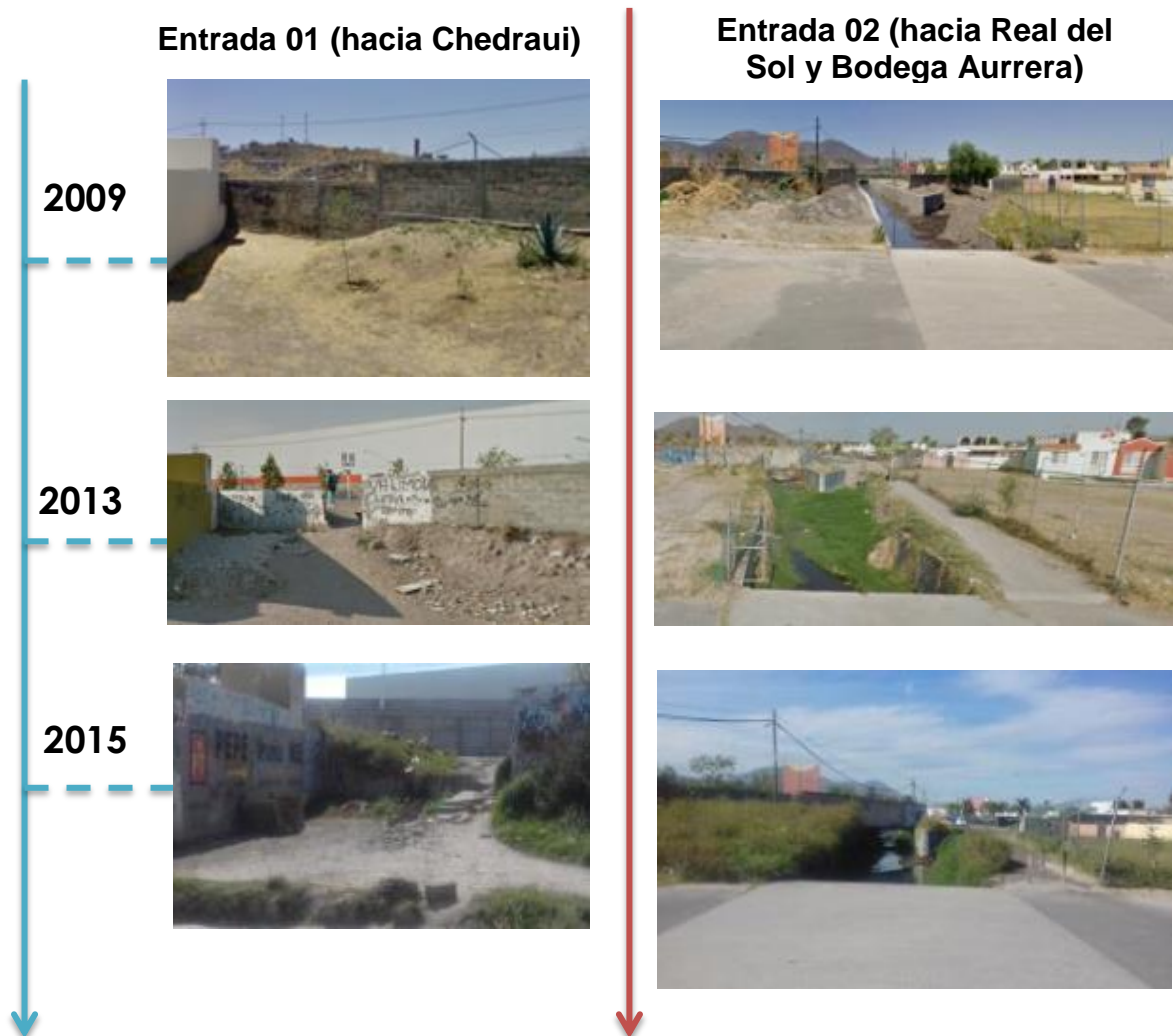 Entrada 01 (hacia Chedraui)
Entrada 02 (hacia Real del
Sol y Bodega Aurrera)
2009
2013
2015